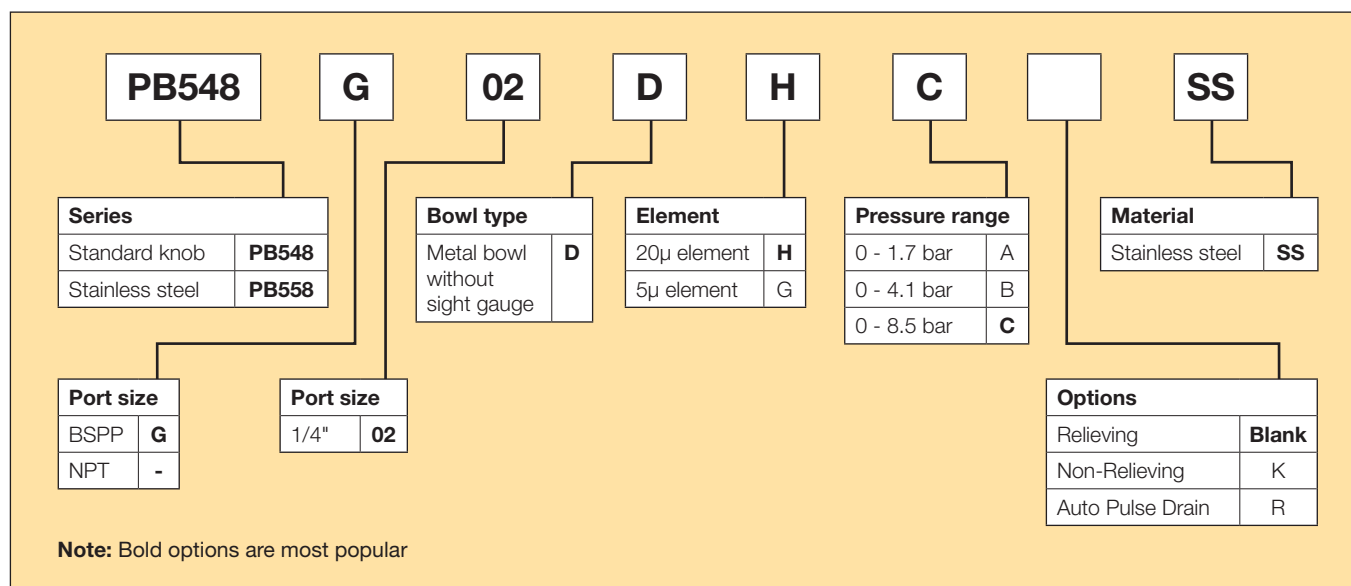 PB548 G 02 D H C SS
Series
Standard knob PB548
Stainless steel PB558
Bowl type
Metal bowl D
without
sight gauge
Element
20µ element H
5µ element G
Pressure range
0 - 1.7 bar A
0 - 4.1 bar B
0 - 8.5 bar C
Material
Stainless steel SS
Port size
BSPP G
NPT -
Port size
1/4" 02
Options
Relieving Blank
Non-Relieving K
Auto Pulse Drain R
Note: Bold options are most popular